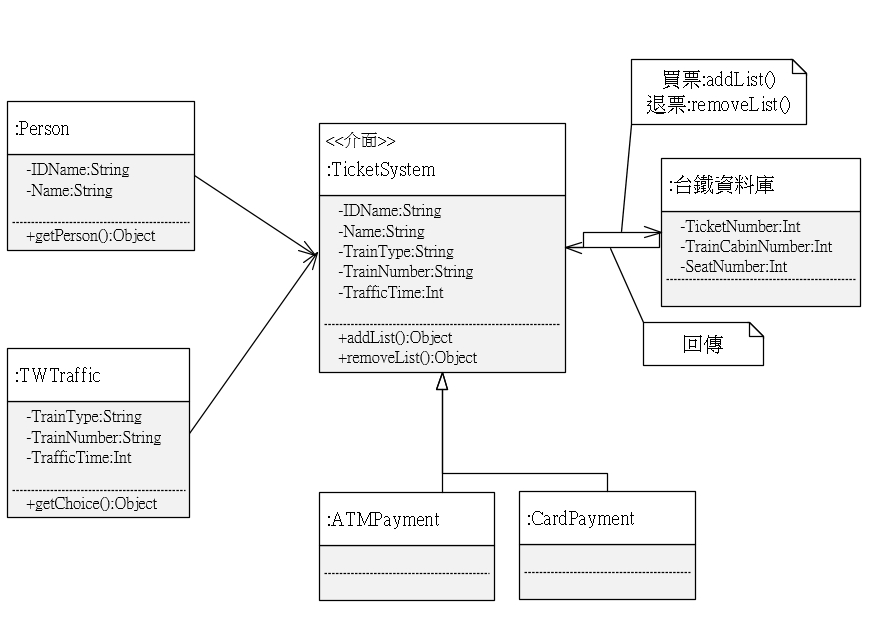 買票:addList()
退票:removeList()
:Person
-IDName:String
-Name:String
+getPerson():Object
<<介面>>
:TicketSystem
-IDName:String
-Name:String
-TrainType:String
-TrainNumber:String
-TrafficTime:Int
+addList():Object
+removeList():Object
:台鐵資料庫
-TicketNumber:Int
-TrainCabinNumber:Int
-SeatNumber:Int
回傳
:TWTraffic
-TrainType:String
-TrainNumber:String
-TrafficTime:Int
+getChoice():Object
:ATMPayment
:CardPayment